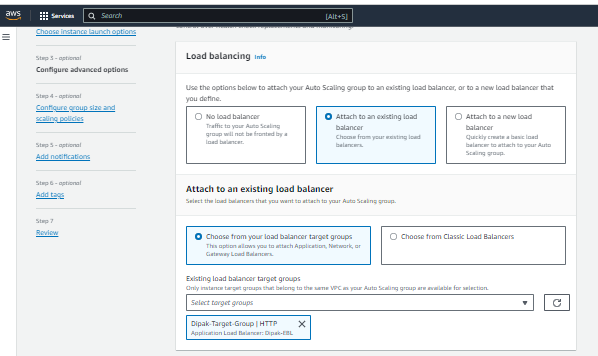 aws
Services
Search
[Alt+S]
Choose instance launch options
Step 3 – optional
Configure advanced options
Step 4 – optional
Configure group size and
scaling policies
Step 5 – optional
Add notifications
Step 6 – optional
Add tags
Step 7
Review
Load balancing Info
Use the options below to attach your Auto Scaling group to an existing load balancer, or to a new load balancer that
you define.
No load balancer
Traffic to your Auto Scaling
group will not be fronted by a
load balancer.
Attach to an existing load
balancer
Choose from your existing load
balancers.
Attach to a new load
balancer
Quickly create a basic load
balancer to attach to your Auto
Scaling group.
Attach to an existing load balancer
Select the load balancers that you want to attach to your Auto Scaling group.
Choose from your load balancer target groups
This option allows you to attach Application, Network, or
Gateway Load Balancers.
Choose from Classic Load Balancers
Existing load balancer target groups
Only instance target groups that belong to the same VPC as your Auto Scaling group are available for selection.
Select target groups
Dipak-Target-Group | HTTP
Application Load Balancer: Dipak-EBL